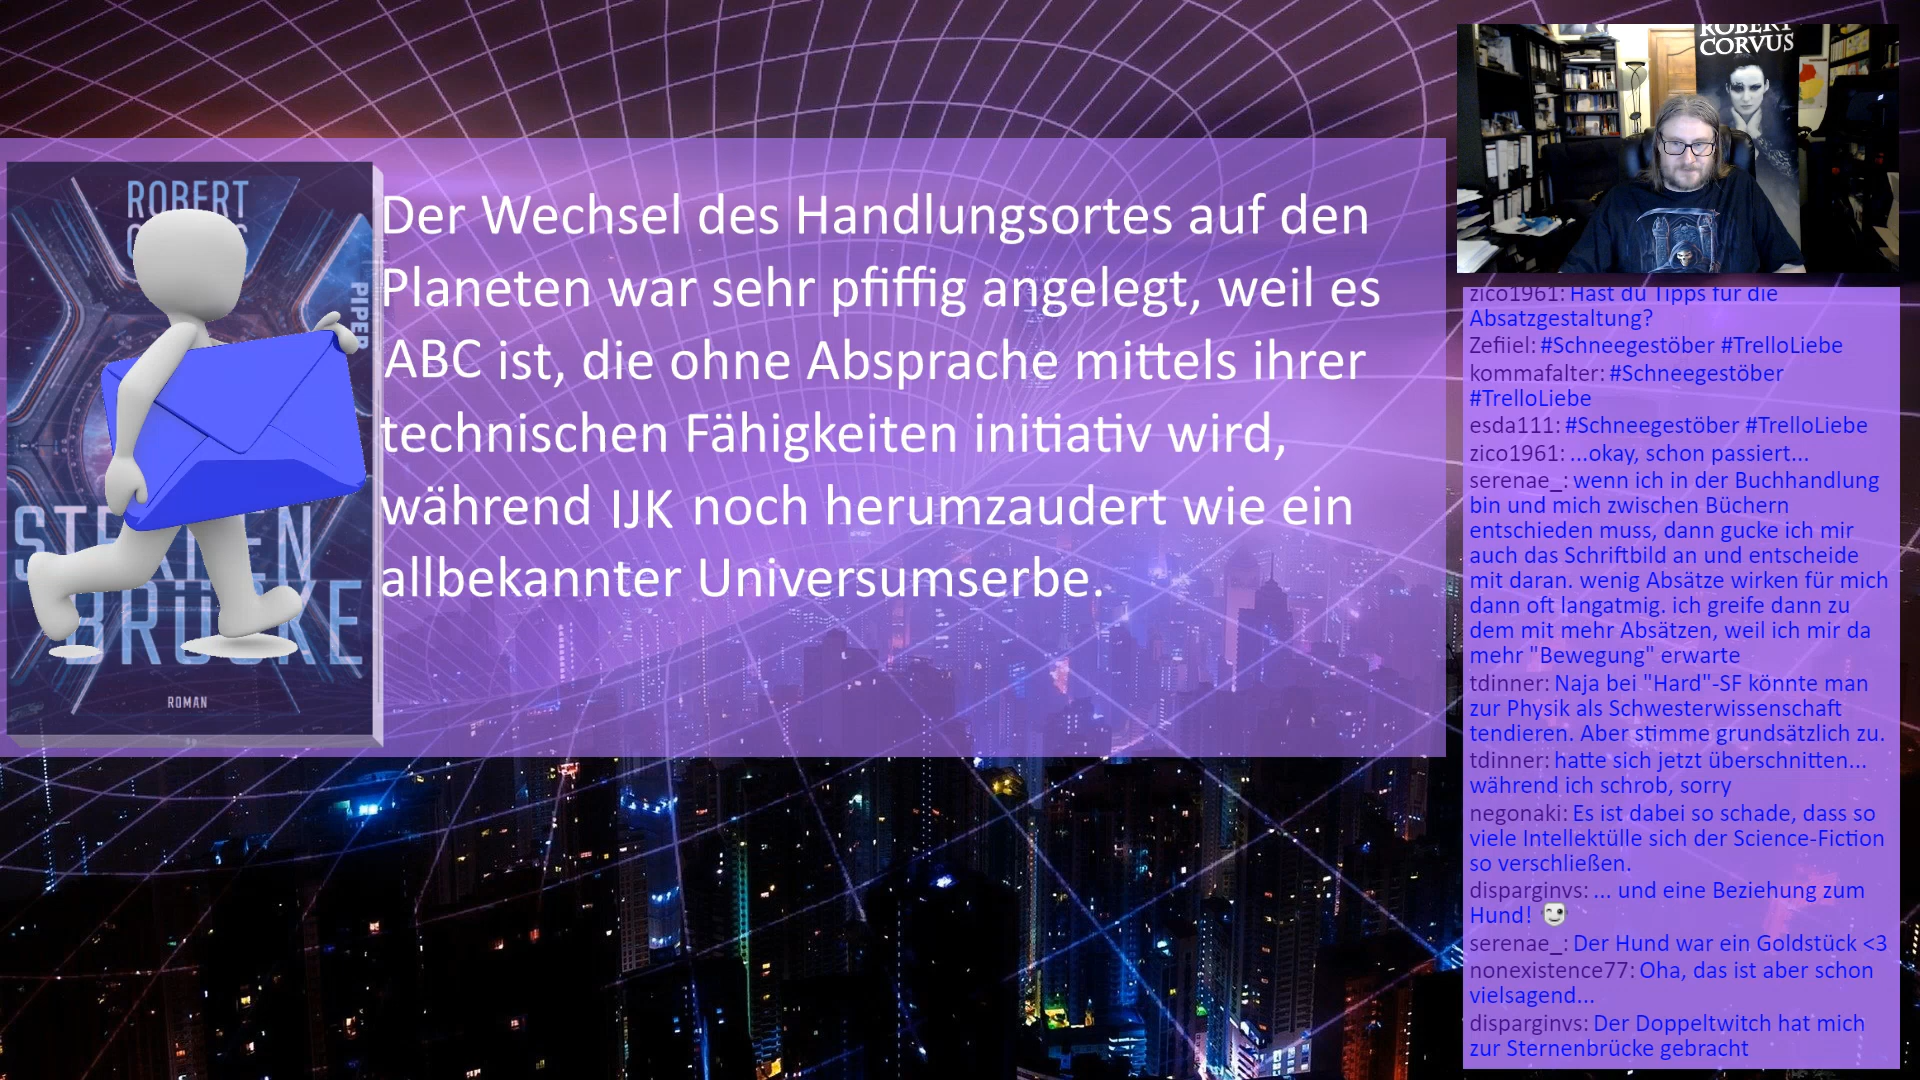 ROBERT
PIPER
ROMAN
Der Wechsel des Handlungsortes auf den
Planeten war sehr pfiffig angelegt, weil es
ABC ist, die ohne Absprache mittels ihrer
technischen Fähigkeiten initiativ wird,
während IJK noch herumzaudert wie ein
allbekannter Universumserbe.
ROBERT
CORVUS
zico1961: Hast du Tipps für die
Absatzgestaltung?
Zefiiel: #Schneegestöber #TrelloLiebe
kommafalter: #Schneegestöber
#TrelloLiebe
esda111: #Schneegestöber #TrelloLiebe
zico1961: ...okay, schon passiert...
serenae_: wenn ich in der Buchhandlung
bin und mich zwischen Büchern
entschieden muss, dann gucke ich mir
auch das Schriftbild an und entscheide
mit daran. wenig Absätze wirken für mich
dann oft langatmig. ich greife dann zu
dem mit mehr Absätzen, weil ich mir da
mehr "Bewegung" erwarte
tdinner: Naja bei "Hard"-SF könnte man
zur Physik als Schwesterwissenschaft
tendieren. Aber stimme grundsätzlich zu.
tdinner: hatte sich jetzt überschnitten...
während ich schrob, sorry
negonaki: Es ist dabei so schade, dass so
viele Intellektülle sich der Science-Fiction
so verschließen.
disparginvs: ... und eine Beziehung zum
Hund!
serenae_: Der Hund war ein Goldstück <3
nonexistence77: Oha, das ist aber schon
vielsagend...
disparginvs: Der Doppeltwitch hat mich
zur Sternenbrücke gebracht